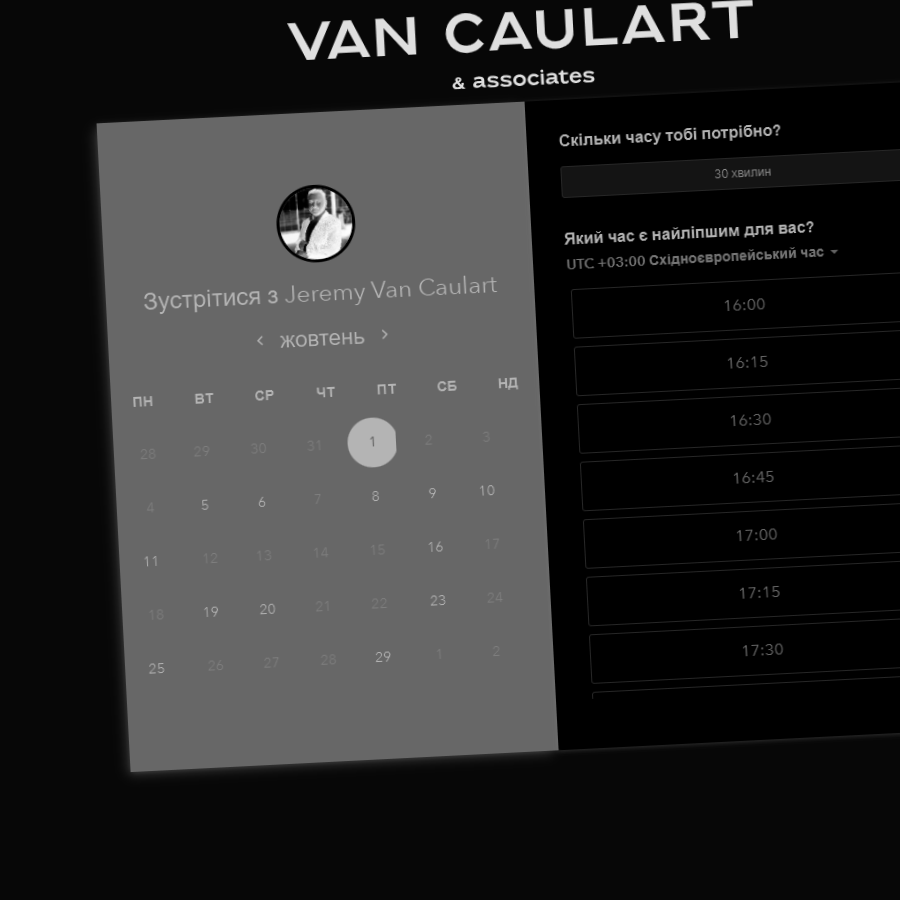 VAN CAULART
& associates
Зустрітися з Jeremy Van Caulart
жовтень
ПН ВТ СР ЧТ ПТ СБ НД
28 29 30 31 1 2 3
4 5 6 7 8 9 10
11 12 13 14 15 16 17
18 19 20 21 22 23 24
25 26 27 28 29 1 2
Скільки часу тобі потрібно?
30 хвилин
Який час є найліпшим для вас?
UTC +03:00 Східноєвропейський час
16:00
16:15
16:30
16:45
17:00
17:15
17:30